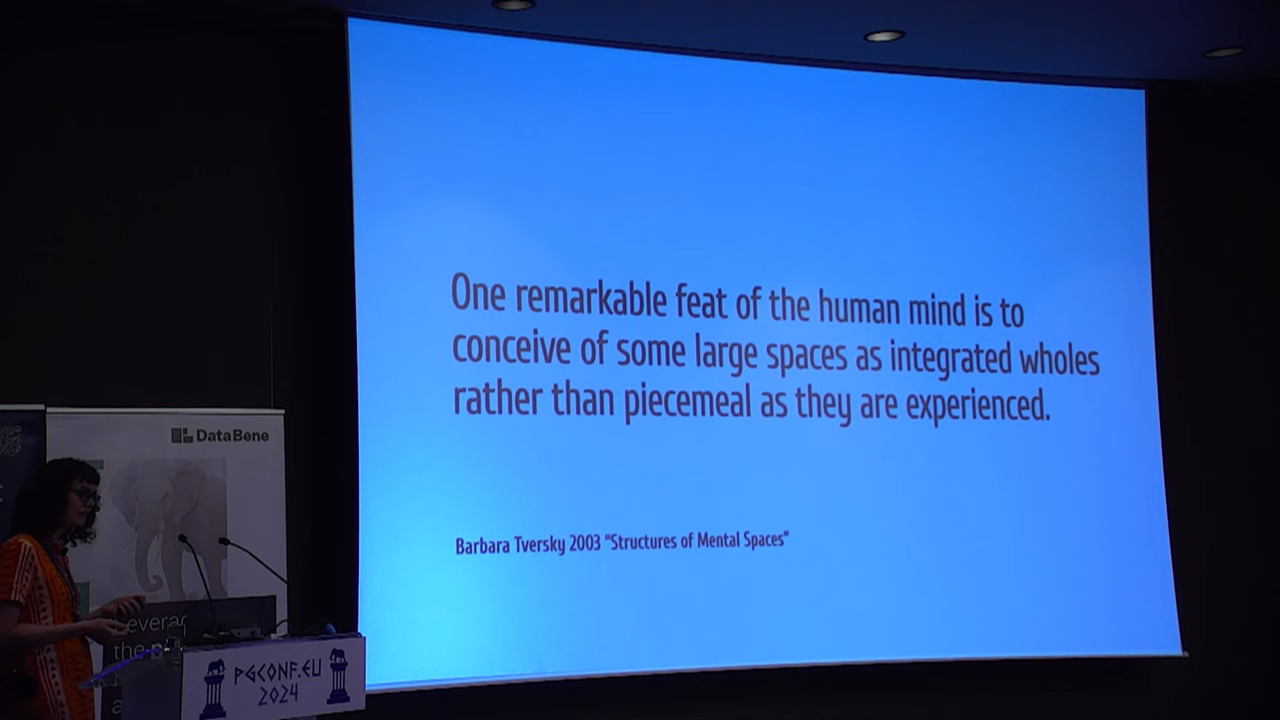 One remarkable feat of the human mind is to
conceive of some large spaces as integrated wholes
rather than piecemeal as they are experienced.
Barbara Tversky 2003 "Structures of Mental Spaces"
DataBene
the
PGCONF.EU
2024